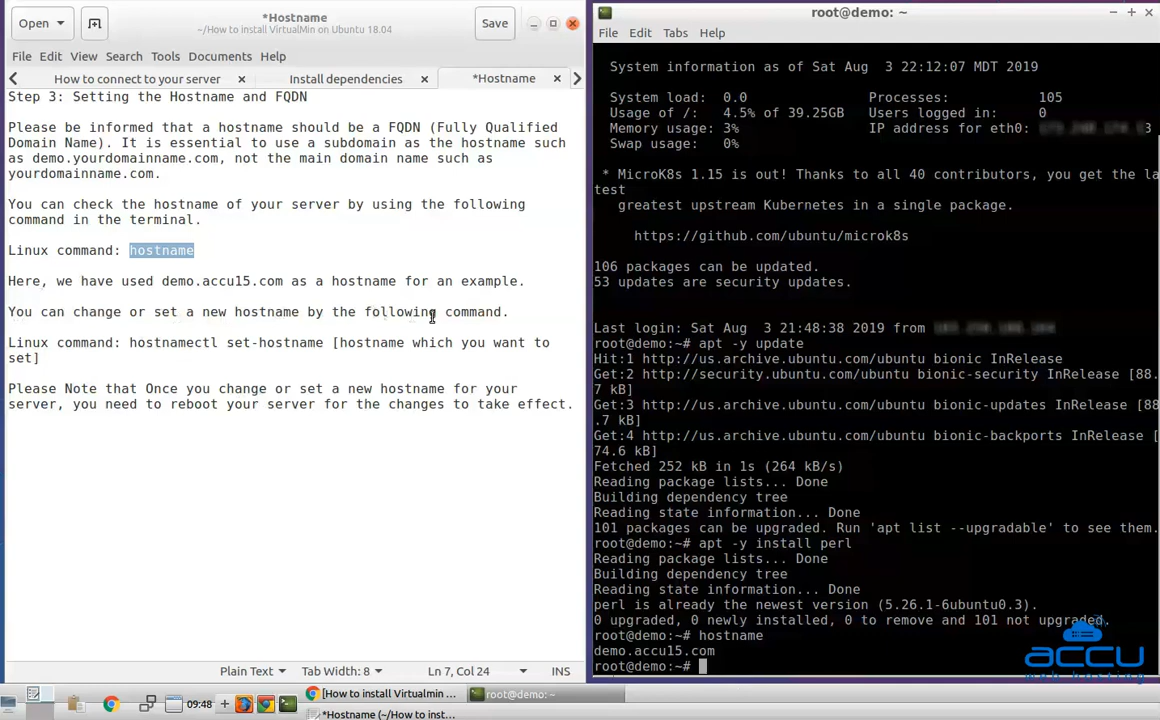 Open
*Hostname
~/How to install VirtualMin on Ubuntu 18.04
Save
File Edit View Search Tools Documents Help
How to connect to your server
Install dependencies
*Hostname
Step 3: Setting the Hostname and FQDN
Please be informed that a hostname should be a FQDN (Fully Qualified
Domain Name). It is essential to use a subdomain as the hostname such
as demo.yourdomainname.com, not the main domain name such as
yourdomainname.com.
You can check the hostname of your server by using the following
command in the terminal.
Linux command: hostname
Here, we have used demo.accu15.com as a hostname for an example.
You can change or set a new hostname by the following command.
Linux command: hostnamectl set-hostname [hostname which you want to
set]
Please Note that Once you change or set a new hostname for your
server, you need to reboot your server for the changes to take effect.
Plain Text
Tab Width: 8
Ln 7, Col 24
INS
root@demo: ~
File Edit Tabs Help
System information as of Sat Aug 3 22:12:07 MDT 2019
System load: 0.0 Processes: 105
Usage of /: 4.5% of 39.25GB Users logged in: 0
Memory usage: 3% IP address for eth0: 3
Swap usage: 0%
* MicroK8s 1.15 is out! Thanks to all 40 contributors, you get the la
test
greatest upstream Kubernetes in a single package.
https://github.com/ubuntu/microk8s
106 packages can be updated.
53 updates are security updates.
Last login: Sat Aug 3 21:48:38 2019 from
root@demo:~# apt -y update
Hit:1 http://us.archive.ubuntu.com/ubuntu bionic InRelease
Get:2 http://security.ubuntu.com/ubuntu bionic-security InRelease [88.
7 kB]
Get:3 http://us.archive.ubuntu.com/ubuntu bionic-updates InRelease [88
.7 kB]
Get:4 http://us.archive.ubuntu.com/ubuntu bionic-backports InRelease [
74.6 kB]
Fetched 252 kB in 1s (264 kB/s)
Reading package lists... Done
Building dependency tree
Reading state information... Done
101 packages can be upgraded. Run 'apt list --upgradable' to see them.
root@demo:~# apt -y install perl
Reading package lists... Done
Building dependency tree
Reading state information... Done
perl is already the newest version (5.26.1-6ubuntu0.3).
0 upgraded, 0 newly installed, 0 to remove and 101 not upgraded.
root@demo:~# hostname
demo.accu15.com
root@demo:~#
ACCU
web hosting
09:48
[How to install Virtualmin ...
root@demo: ~
*Hostname (~/How to inst...